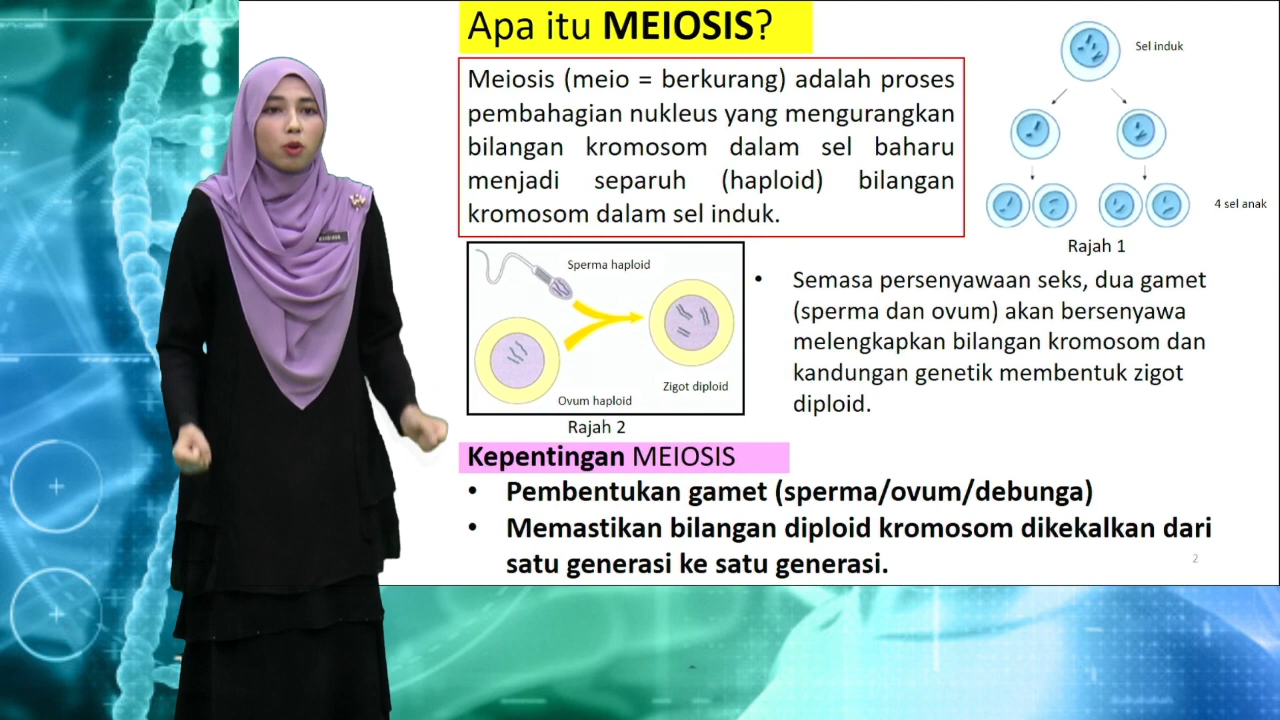 Apa itu MEIOSIS?
Meiosis (meio = berkurang) adalah proses
pembahagian nukleus yang mengurangkan
bilangan kromosom dalam sel baharu
menjadi separuh (haploid) bilangan
kromosom dalam sel induk.
Sel induk
4 sel anak
Rajah 1
Sperma haploid
Ovum haploid
Zigot diploid
Rajah 2
• Semasa persenyawaan seks, dua gamet
(sperma dan ovum) akan bersenyawa
melengkapkan bilangan kromosom dan
kandungan genetik membentuk zigot
diploid.
Kepentingan MEIOSIS
• Pembentukan gamet (sperma/ovum/debunga)
• Memastikan bilangan diploid kromosom dikekalkan dari
satu generasi ke satu generasi.
2